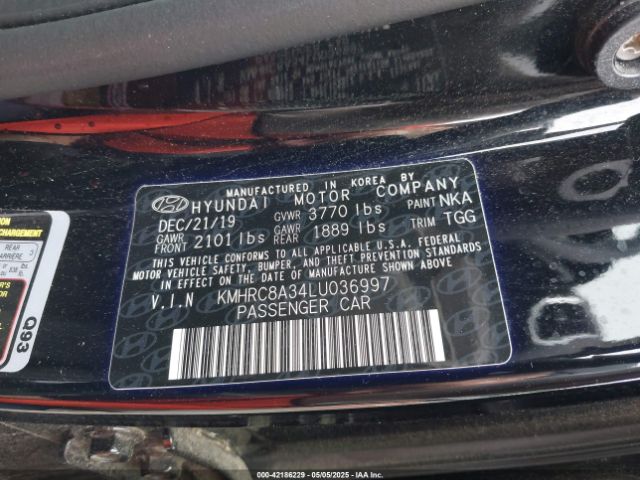 MANUFACTURED IN KOREA BY
HYUNDAI MOTOR COMPANY
DEC/21/19 GVWR 3770 lbs PAINT NKA
GAWR FRONT 2101 lbs GAWR REAR 1889 lbs TRIM TGG
THIS VEHICLE CONFORMS TO ALL APPLICABLE U.S.A. FEDERAL
MOTOR VEHICLE SAFETY, BUMPER, AND THEFT PREVENTION STANDARDS
IN EFFECT ON THE DATE OF MANUFACTURE SHOWN ABOVE.
V.I.N KMHRC8A34LU036997
PASSENGER CAR
CHARGEMENT
REAR
ARRIÈRE
Q93
000-42186229 05/05/2025 IAA Inc.